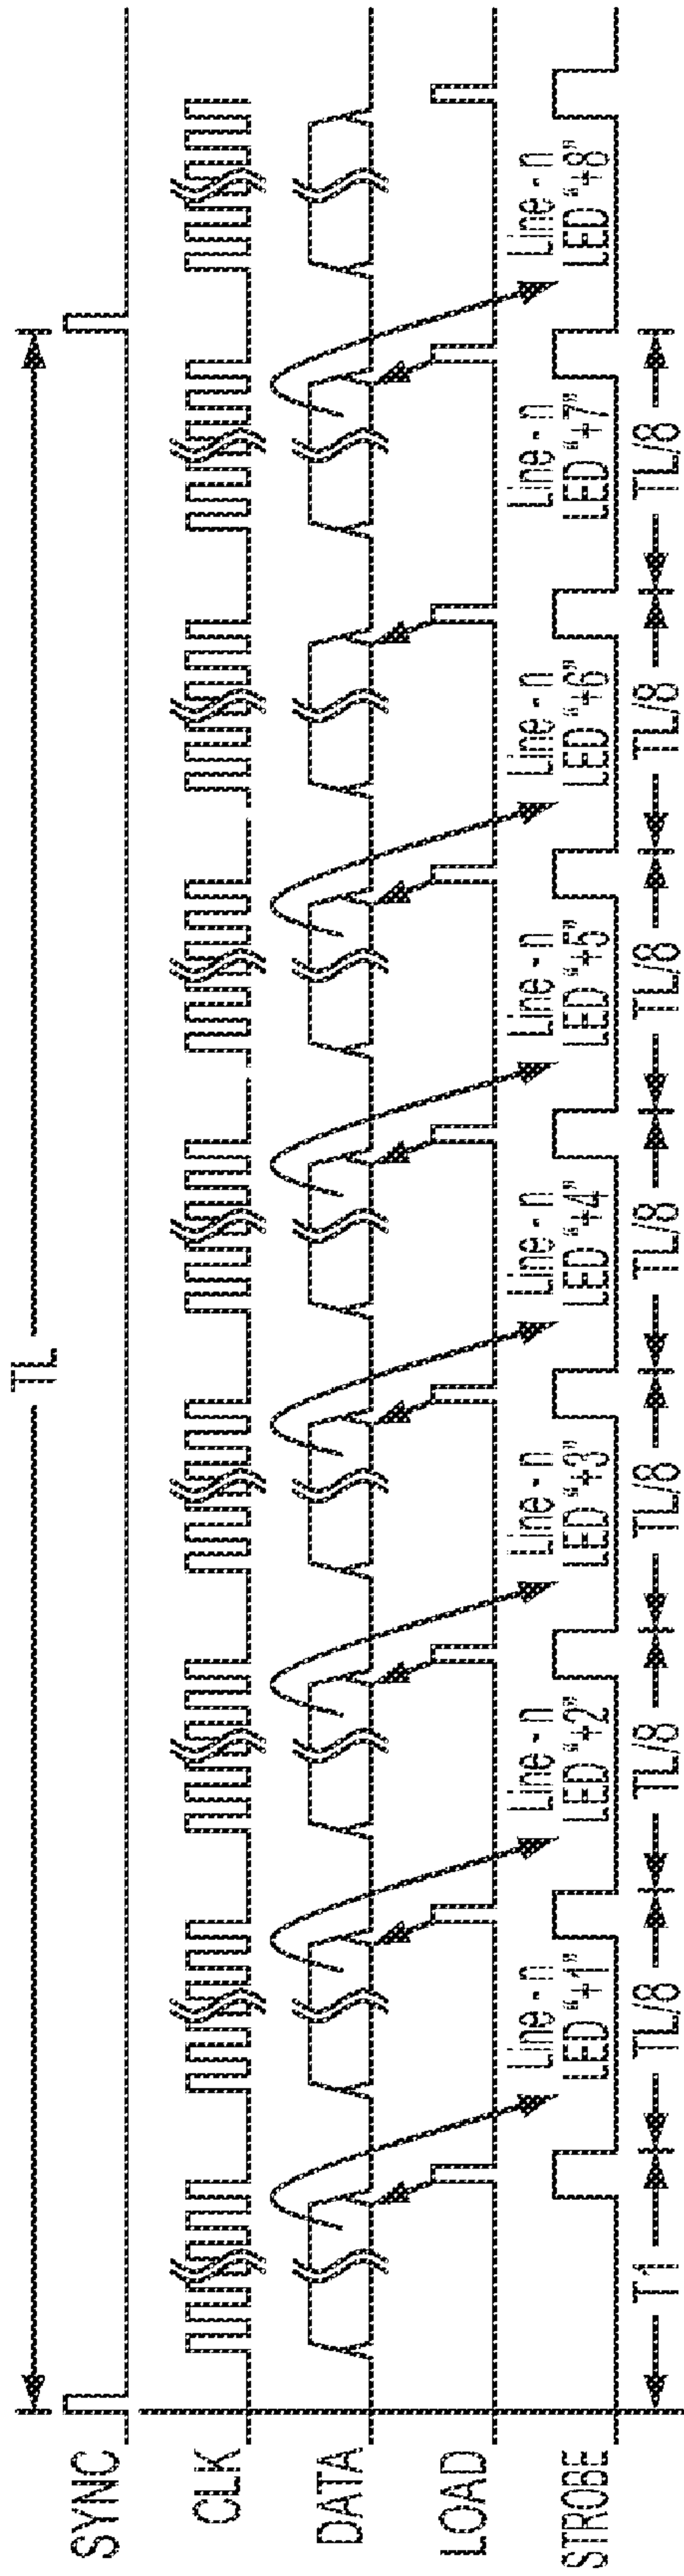 TL
SYNC
CLK
DATA
LOAD
Line - n
LED "+1"
Line - n
LED "+2"
Line - n
LED "+3"
Line - n
LED "+4"
Line - n
LED "+5"
Line - n
LED "+6"
Line - n
LED "+7"
Line - n
LED "+8"
STROBE
T1
TL/8
TL/8
TL/8
TL/8
TL/8
TL/8
TL/8